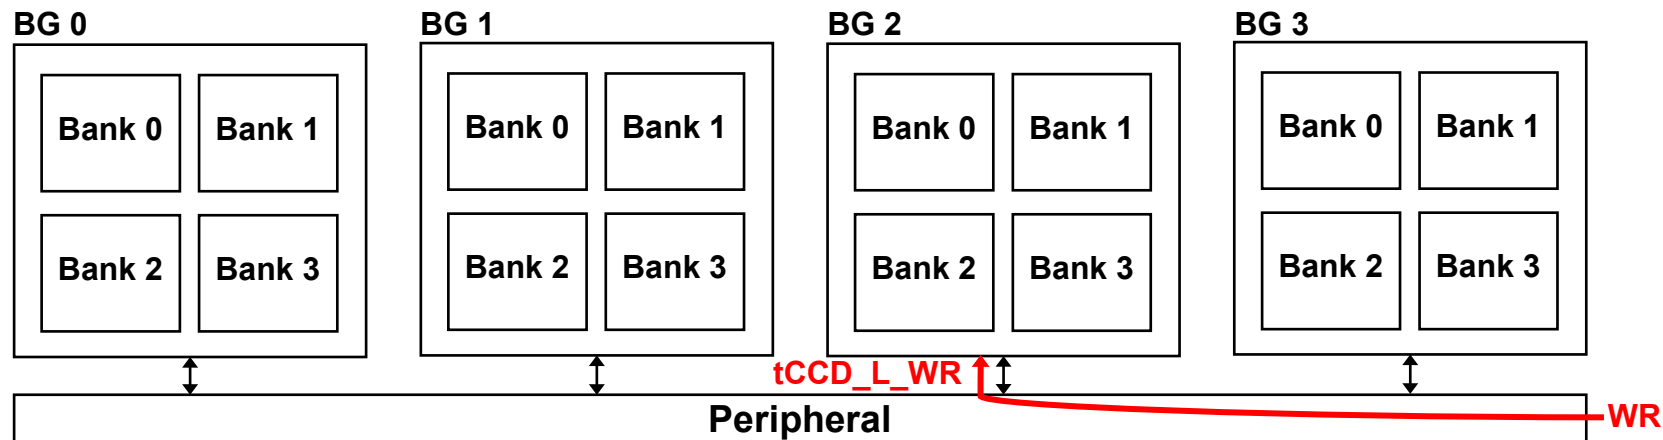 BG 0 BG 1 BG 2 BG 3
Bank 0 Bank 1 Bank 0 Bank 1 Bank 0 Bank 1 Bank 0 Bank 1
Bank 2 Bank 3 Bank 2 Bank 3 Bank 2 Bank 3 Bank 2 Bank 3
tCCD_L_WR
Peripheral WR